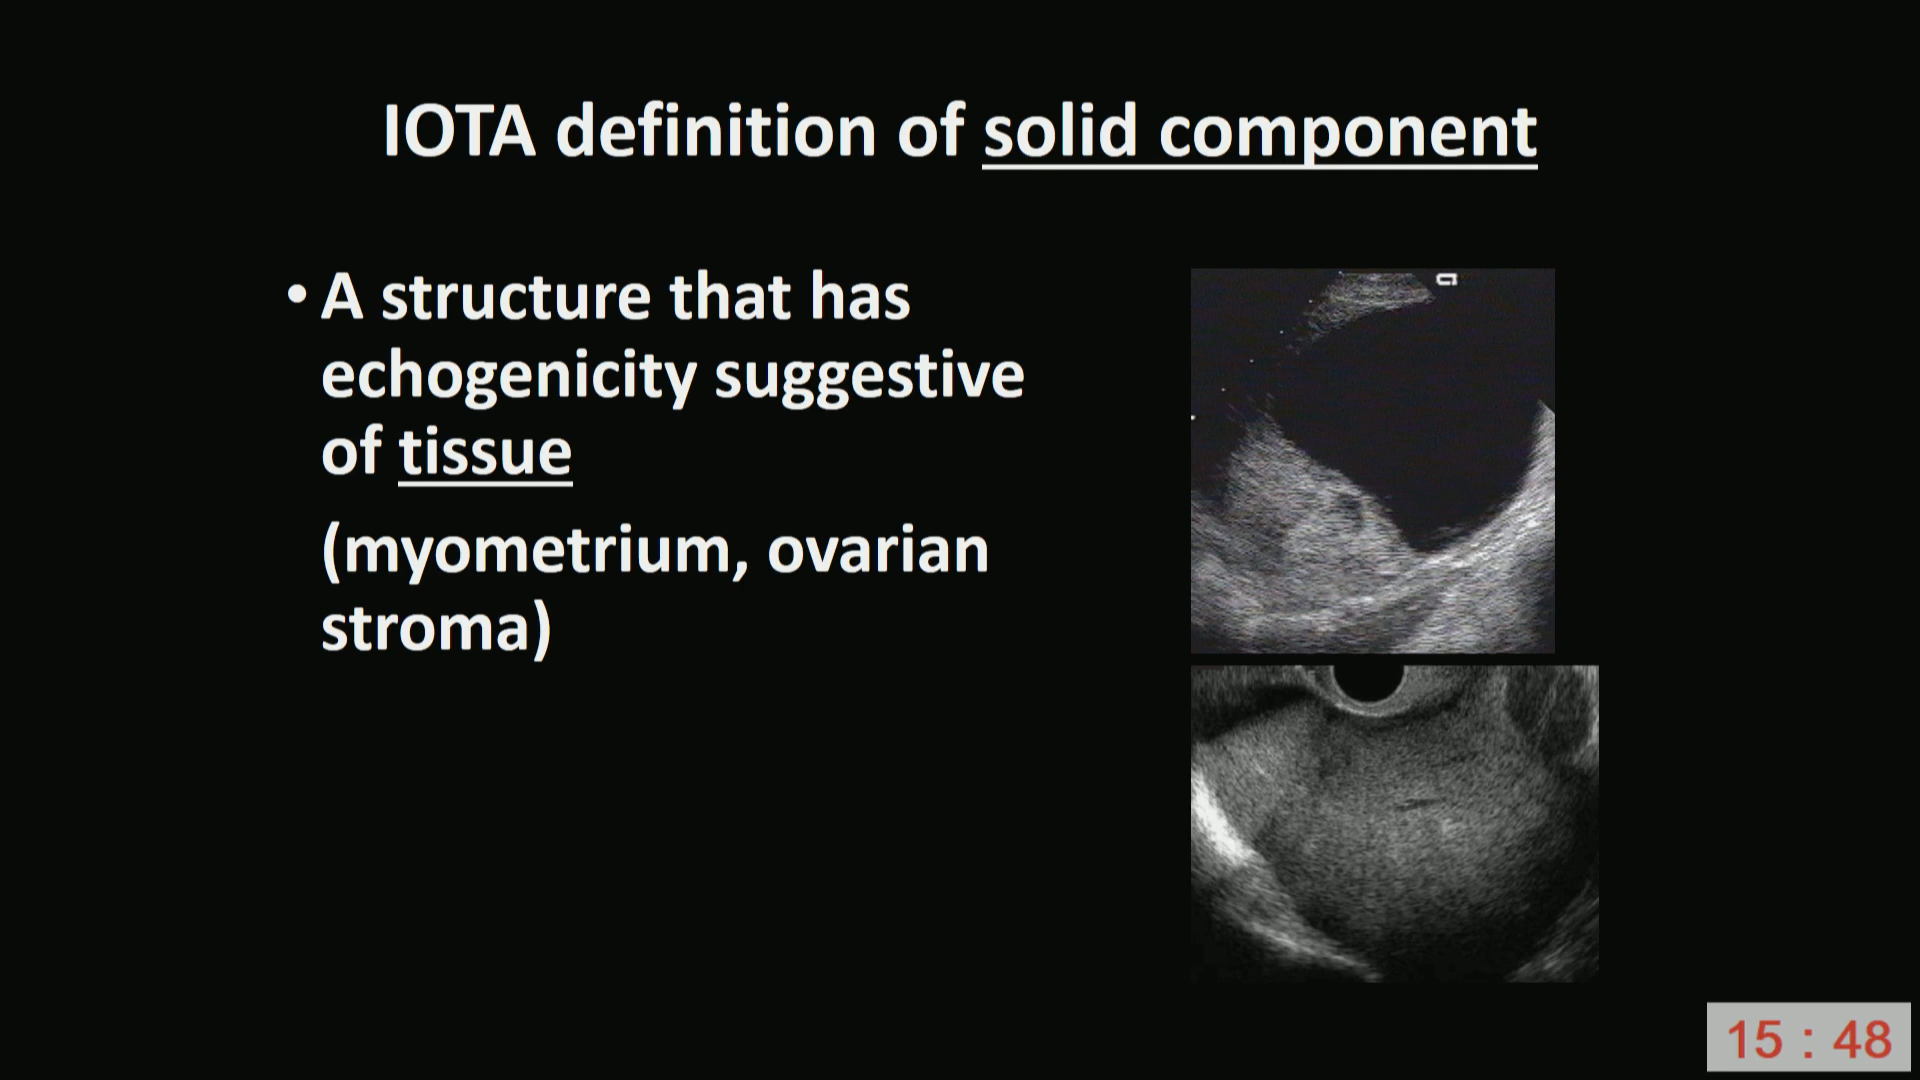 IOTA definition of solid component
• A structure that has
echogenicity suggestive
of tissue
(myometrium, ovarian
stroma)
15 : 48